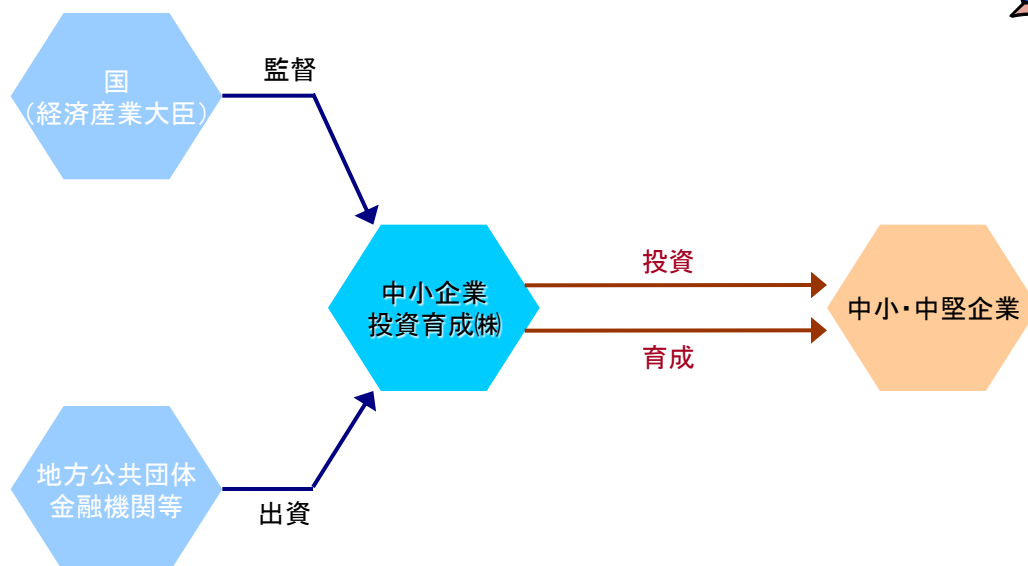 国
（経済産業大臣）
監督
中小企業
投資育成㈱
投資
育成
中小・中堅企業
地方公共団体
金融機関等
出資